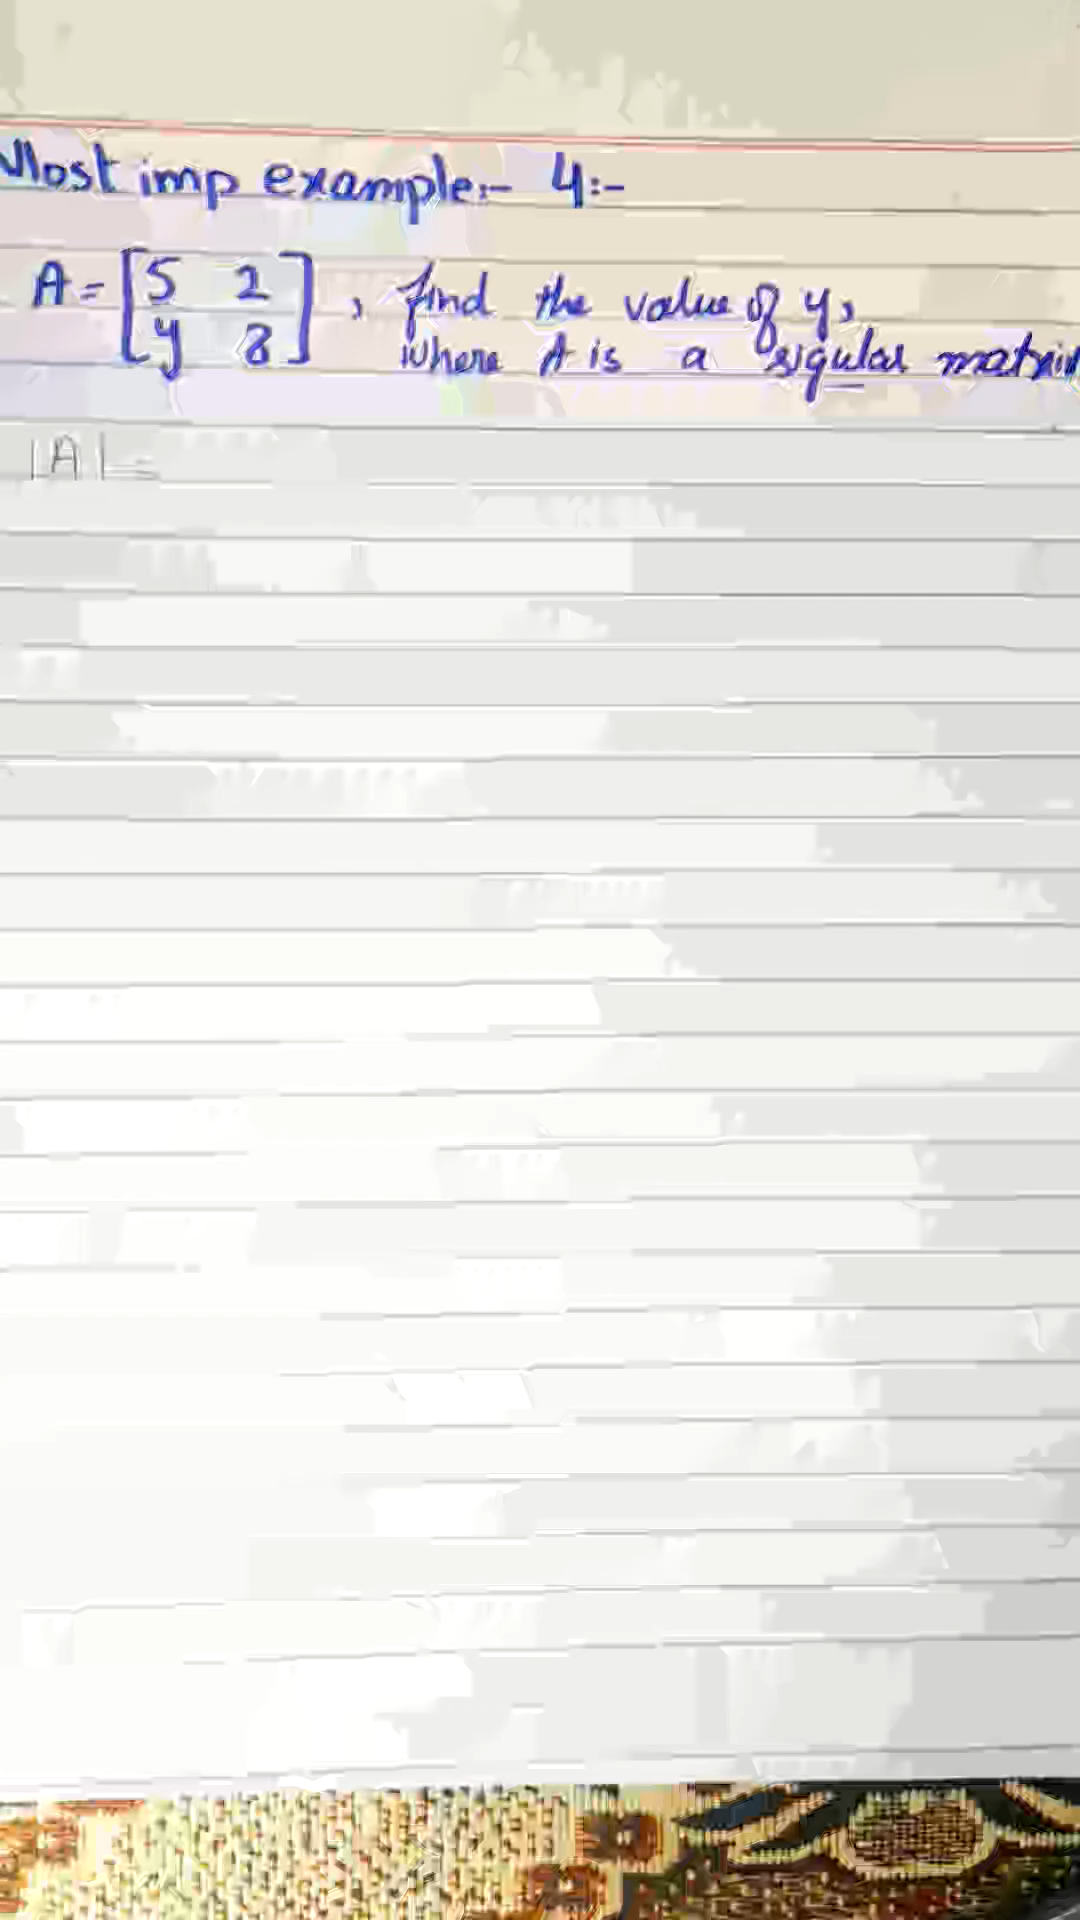 Most imp example:- 4:-
A = [5 2
y 8] , find the value of y,
where A is a sigular matrix
|A| =